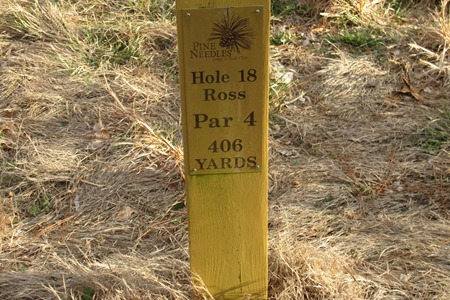 PINE
NEEDLES
Hole 18
Ross
Par 4
406
YARDS